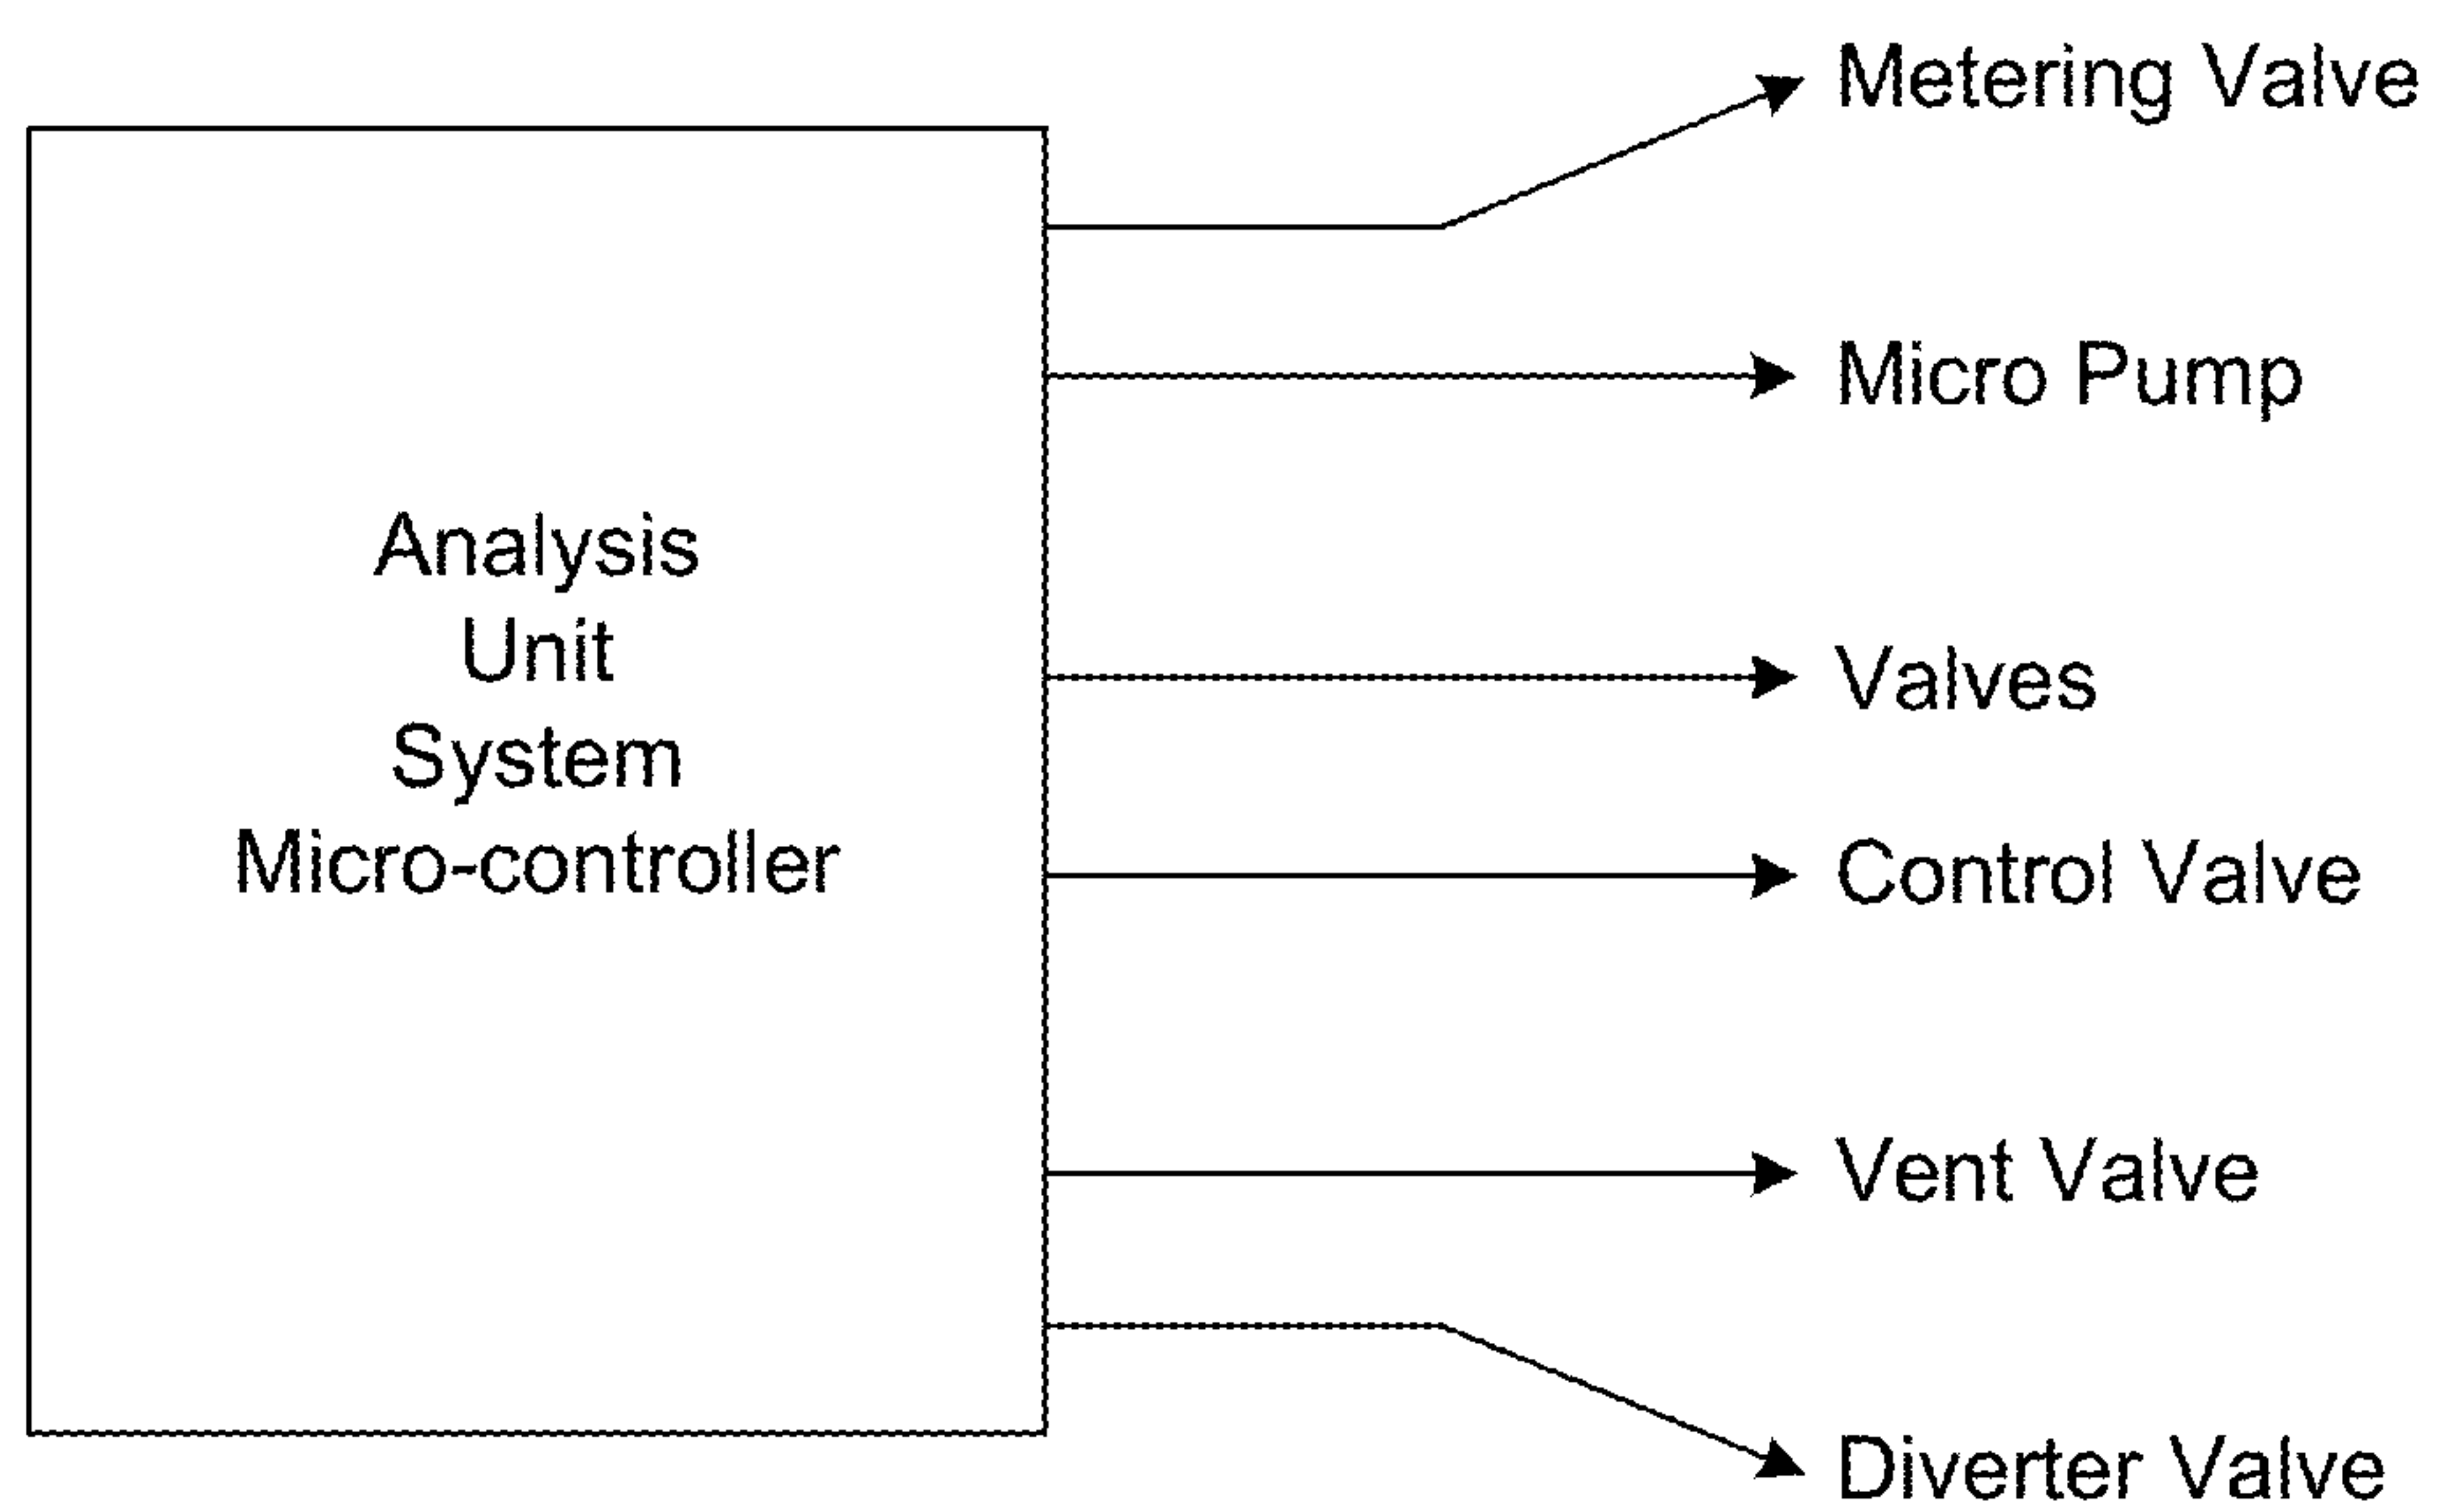 Metering Valve
Micro Pump
Analysis
Unit
System
Micro-controller
Valves
Control Valve
Vent Valve
Diverter Valve